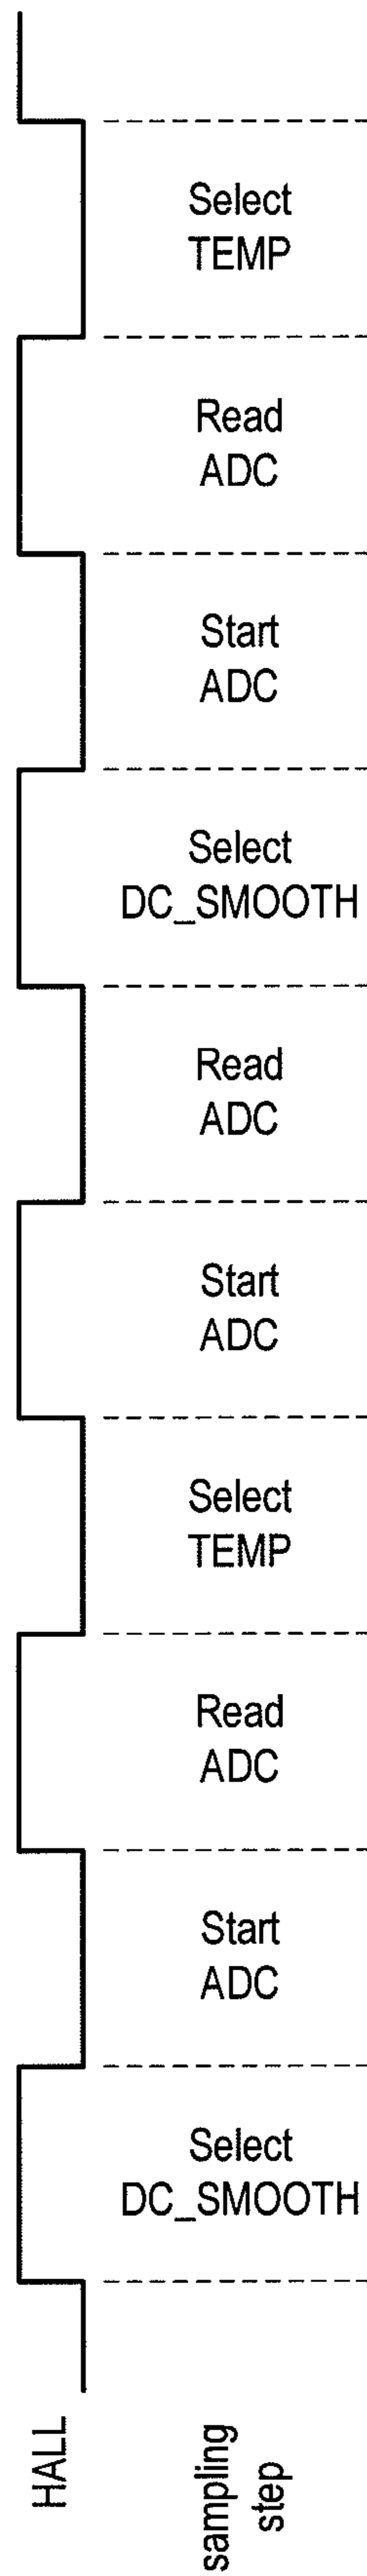 Select
TEMP
Read
ADC
Start
ADC
Select
DC_SMOOTH
Read
ADC
Start
ADC
Select
TEMP
Read
ADC
Start
ADC
Select
DC_SMOOTH
HALL
sampling
step